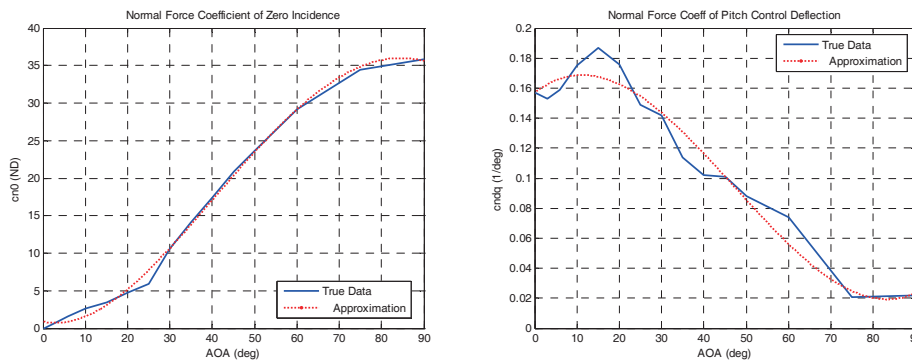 Normal Force Coefficient of Zero Incidence
40
35
30
25
20
15
10
5
0
cn0 (ND)
True Data
Approximation
0 10 20 30 40 50 60 70 80 90
AOA (deg)
Normal Force Coeff of Pitch Control Deflection
0.2
0.18
0.16
0.14
0.12
0.1
0.08
0.06
0.04
0.02
0
cndq (1/deg)
True Data
Approximation
0 10 20 30 40 50 60 70 80 90
AOA (deg)